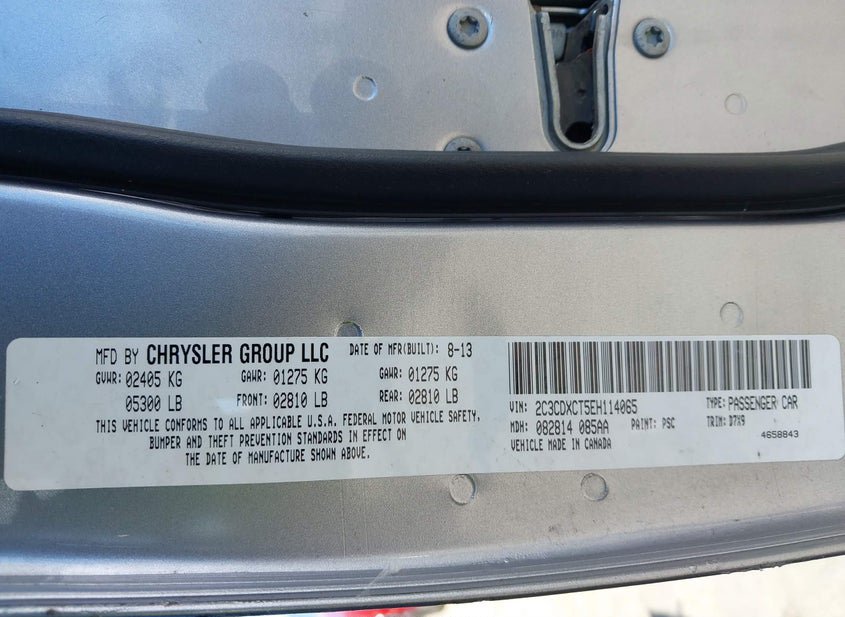 MFD BY CHRYSLER GROUP LLC DATE OF MFR(BUILT): 8-13
GVWR: 02405 KG GAWR: 01275 KG GAWR: 01275 KG
05300 LB FRONT: 02810 LB REAR: 02810 LB
THIS VEHICLE CONFORMS TO ALL APPLICABLE U.S.A. FEDERAL MOTOR VEHICLE SAFETY,
BUMPER AND THEFT PREVENTION STANDARDS IN EFFECT ON
THE DATE OF MANUFACTURE SHOWN ABOVE.
VIN: 2C3CDXCT5EH114065 TYPE: PASSENGER CAR
MDH: 082814 085AA PAINT: PSC TRIM: D7X9
VEHICLE MADE IN CANADA 4658843